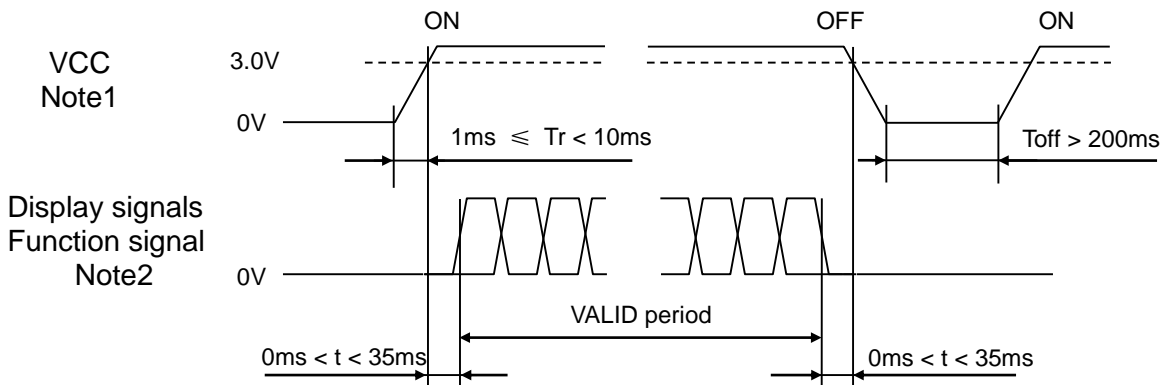 ON
OFF
ON
VCC
Note1
3.0V
0V
1ms ≤ Tr < 10ms
Toff > 200ms
Display signals
Function signal
Note2
0V
VALID period
0ms < t < 35ms
0ms < t < 35ms